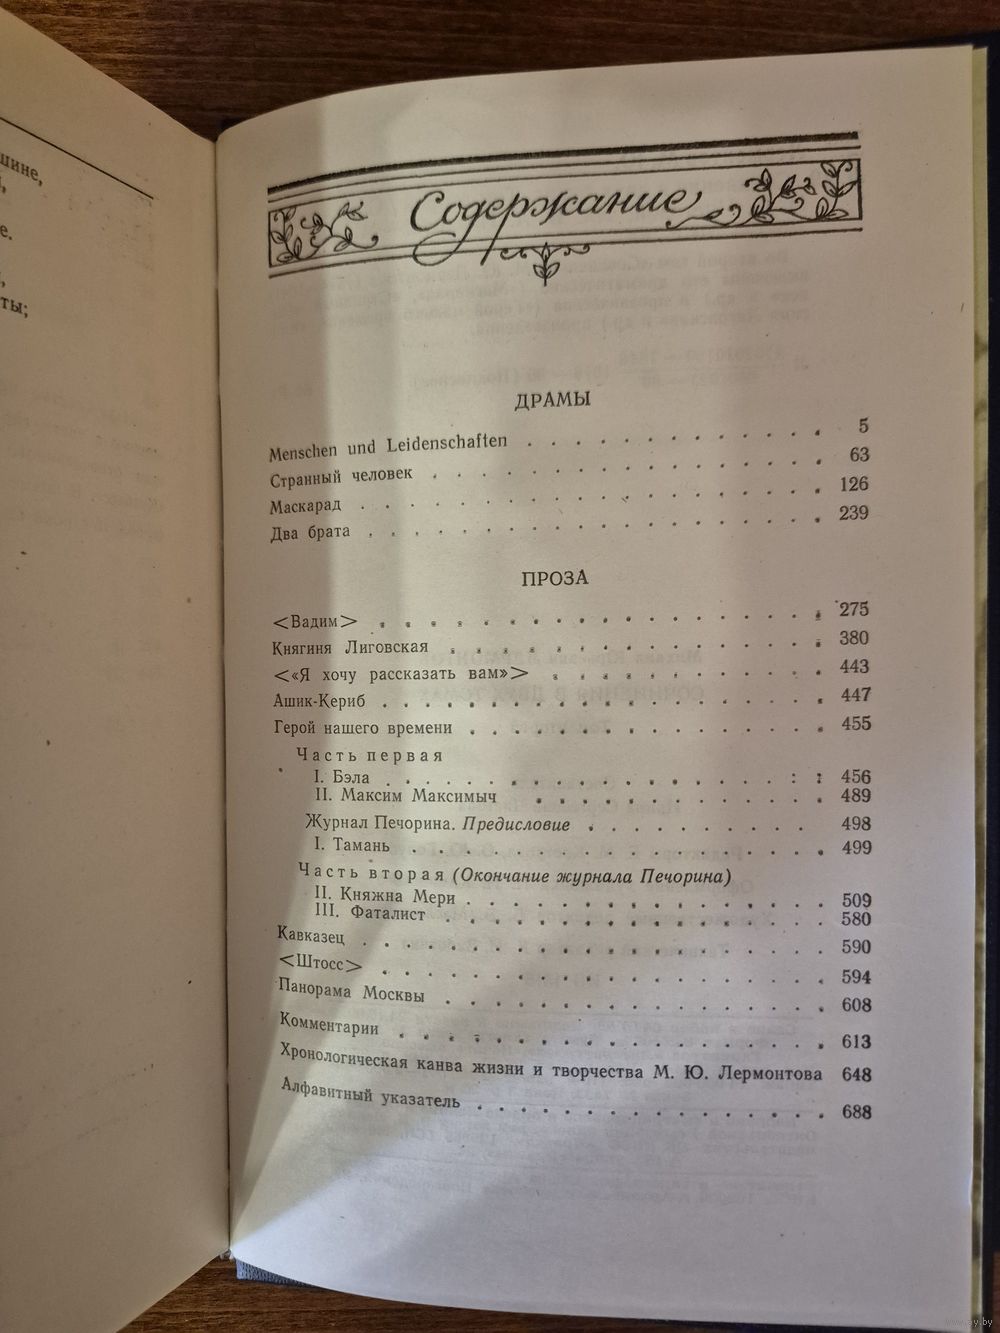 шине,
е.
ты;
Содержание
ДРАМЫ
Menschen und Leidenschaften . . . . . . . . . . . . 5
Странный человек . . . . . . . . . . . . . . . 63
Маскарад . . . . . . . . . . . . . . . . . . 126
Два брата . . . . . . . . . . . . . . . . . . 239
ПРОЗА
<Вадим> . . . . . . . . . . . . . . . . . . 275
Княгиня Лиговская . . . . . . . . . . . . . . . 380
<«Я хочу рассказать вам»> . . . . . . . . . . . 443
Ашик-Кериб . . . . . . . . . . . . . . . . . 447
Герой нашего времени . . . . . . . . . . . . . 455
Часть первая
I. Бэла . . . . . . . . . . . . . . . . . . 456
II. Максим Максимыч . . . . . . . . . . . . 489
Журнал Печорина. Предисловие . . . . . . . . . 498
I. Тамань . . . . . . . . . . . . . . . . . 499
Часть вторая (Окончание журнала Печорина)
II. Княжна Мери . . . . . . . . . . . . . . 509
III. Фаталист . . . . . . . . . . . . . . . 580
Кавказец . . . . . . . . . . . . . . . . . . 590
<Штосс> . . . . . . . . . . . . . . . . . . 594
Панорама Москвы . . . . . . . . . . . . . . . 608
Комментарии . . . . . . . . . . . . . . . . . 613
Хронологическая канва жизни и творчества М. Ю. Лермонтова 648
Алфавитный указатель . . . . . . . . . . . . . 688